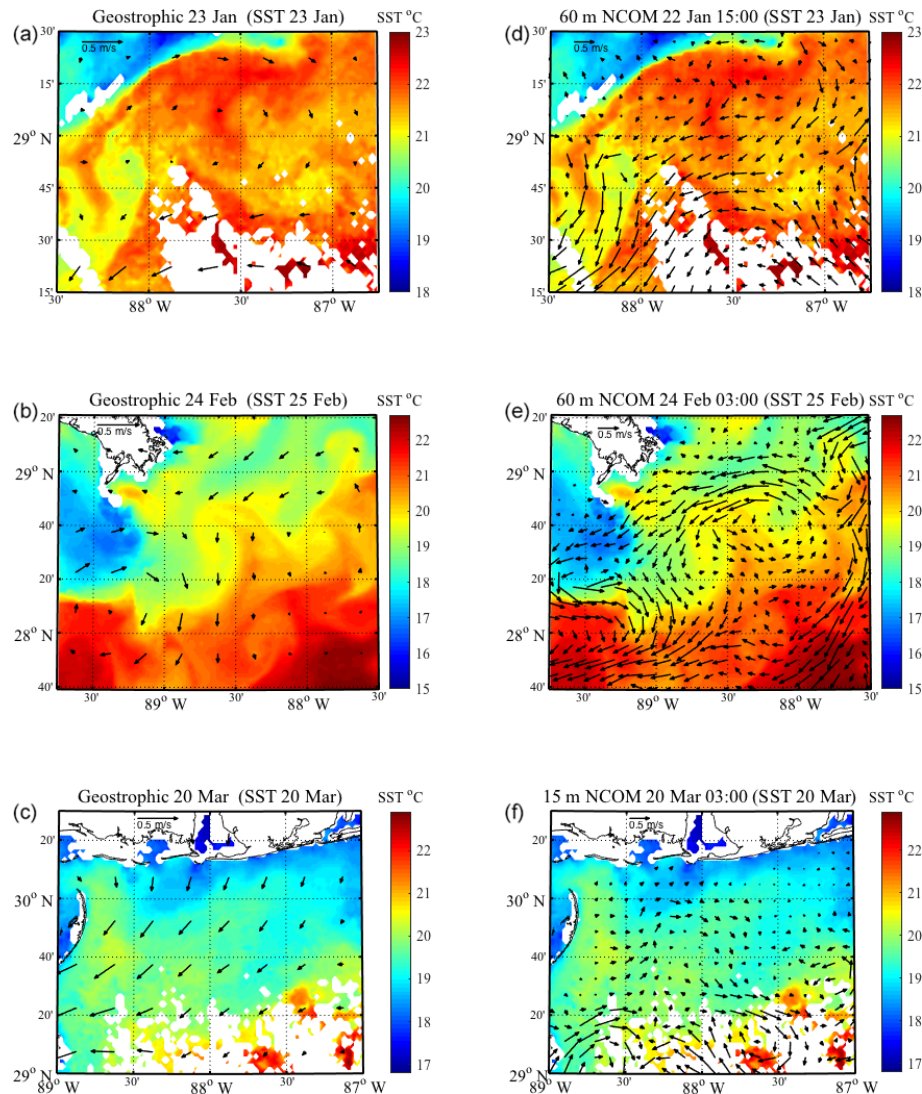 (a)
Geostrophic 23 Jan (SST 23 Jan)
SST °C
0.5 m/s
30'
15'
29° N
45'
30'
15'
30'
88° W
30'
23
22
21
20
19
18
(d)
60 m NCOM 22 Jan 15:00 (SST 23 Jan)
SST °C
0.5 m/s
30'
15'
29° N
45'
30'
15'
30'
88° W
30'
87° W
23
22
21
20
19
18
(b)
Geostrophic 24 Feb (SST 25 Feb)
SST °C
0.5 m/s
20'
29° N
40'
20'
28° N
40'
30'
89° W
30'
88° W
30'
22
21
20
19
18
17
16
15
(e)
60 m NCOM 24 Feb 03:00 (SST 25 Feb)
SST °C
0.5 m/s
20'
29° N
40'
20'
28° N
40'
30'
89° W
30'
88° W
30'
22
21
20
19
18
17
16
15
(c)
Geostrophic 20 Mar (SST 20 Mar)
SST °C
0.5 m/s
20'
30° N
40'
20'
29° N
89° W
30'
88° W
30'
87° W
22
21
20
19
18
17
(f)
15 m NCOM 20 Mar 03:00 (SST 20 Mar)
SST °C
0.5 m/s
20'
30° N
40'
20'
29° N
89° W
30'
88° W
30'
87° W
22
21
20
19
18
17